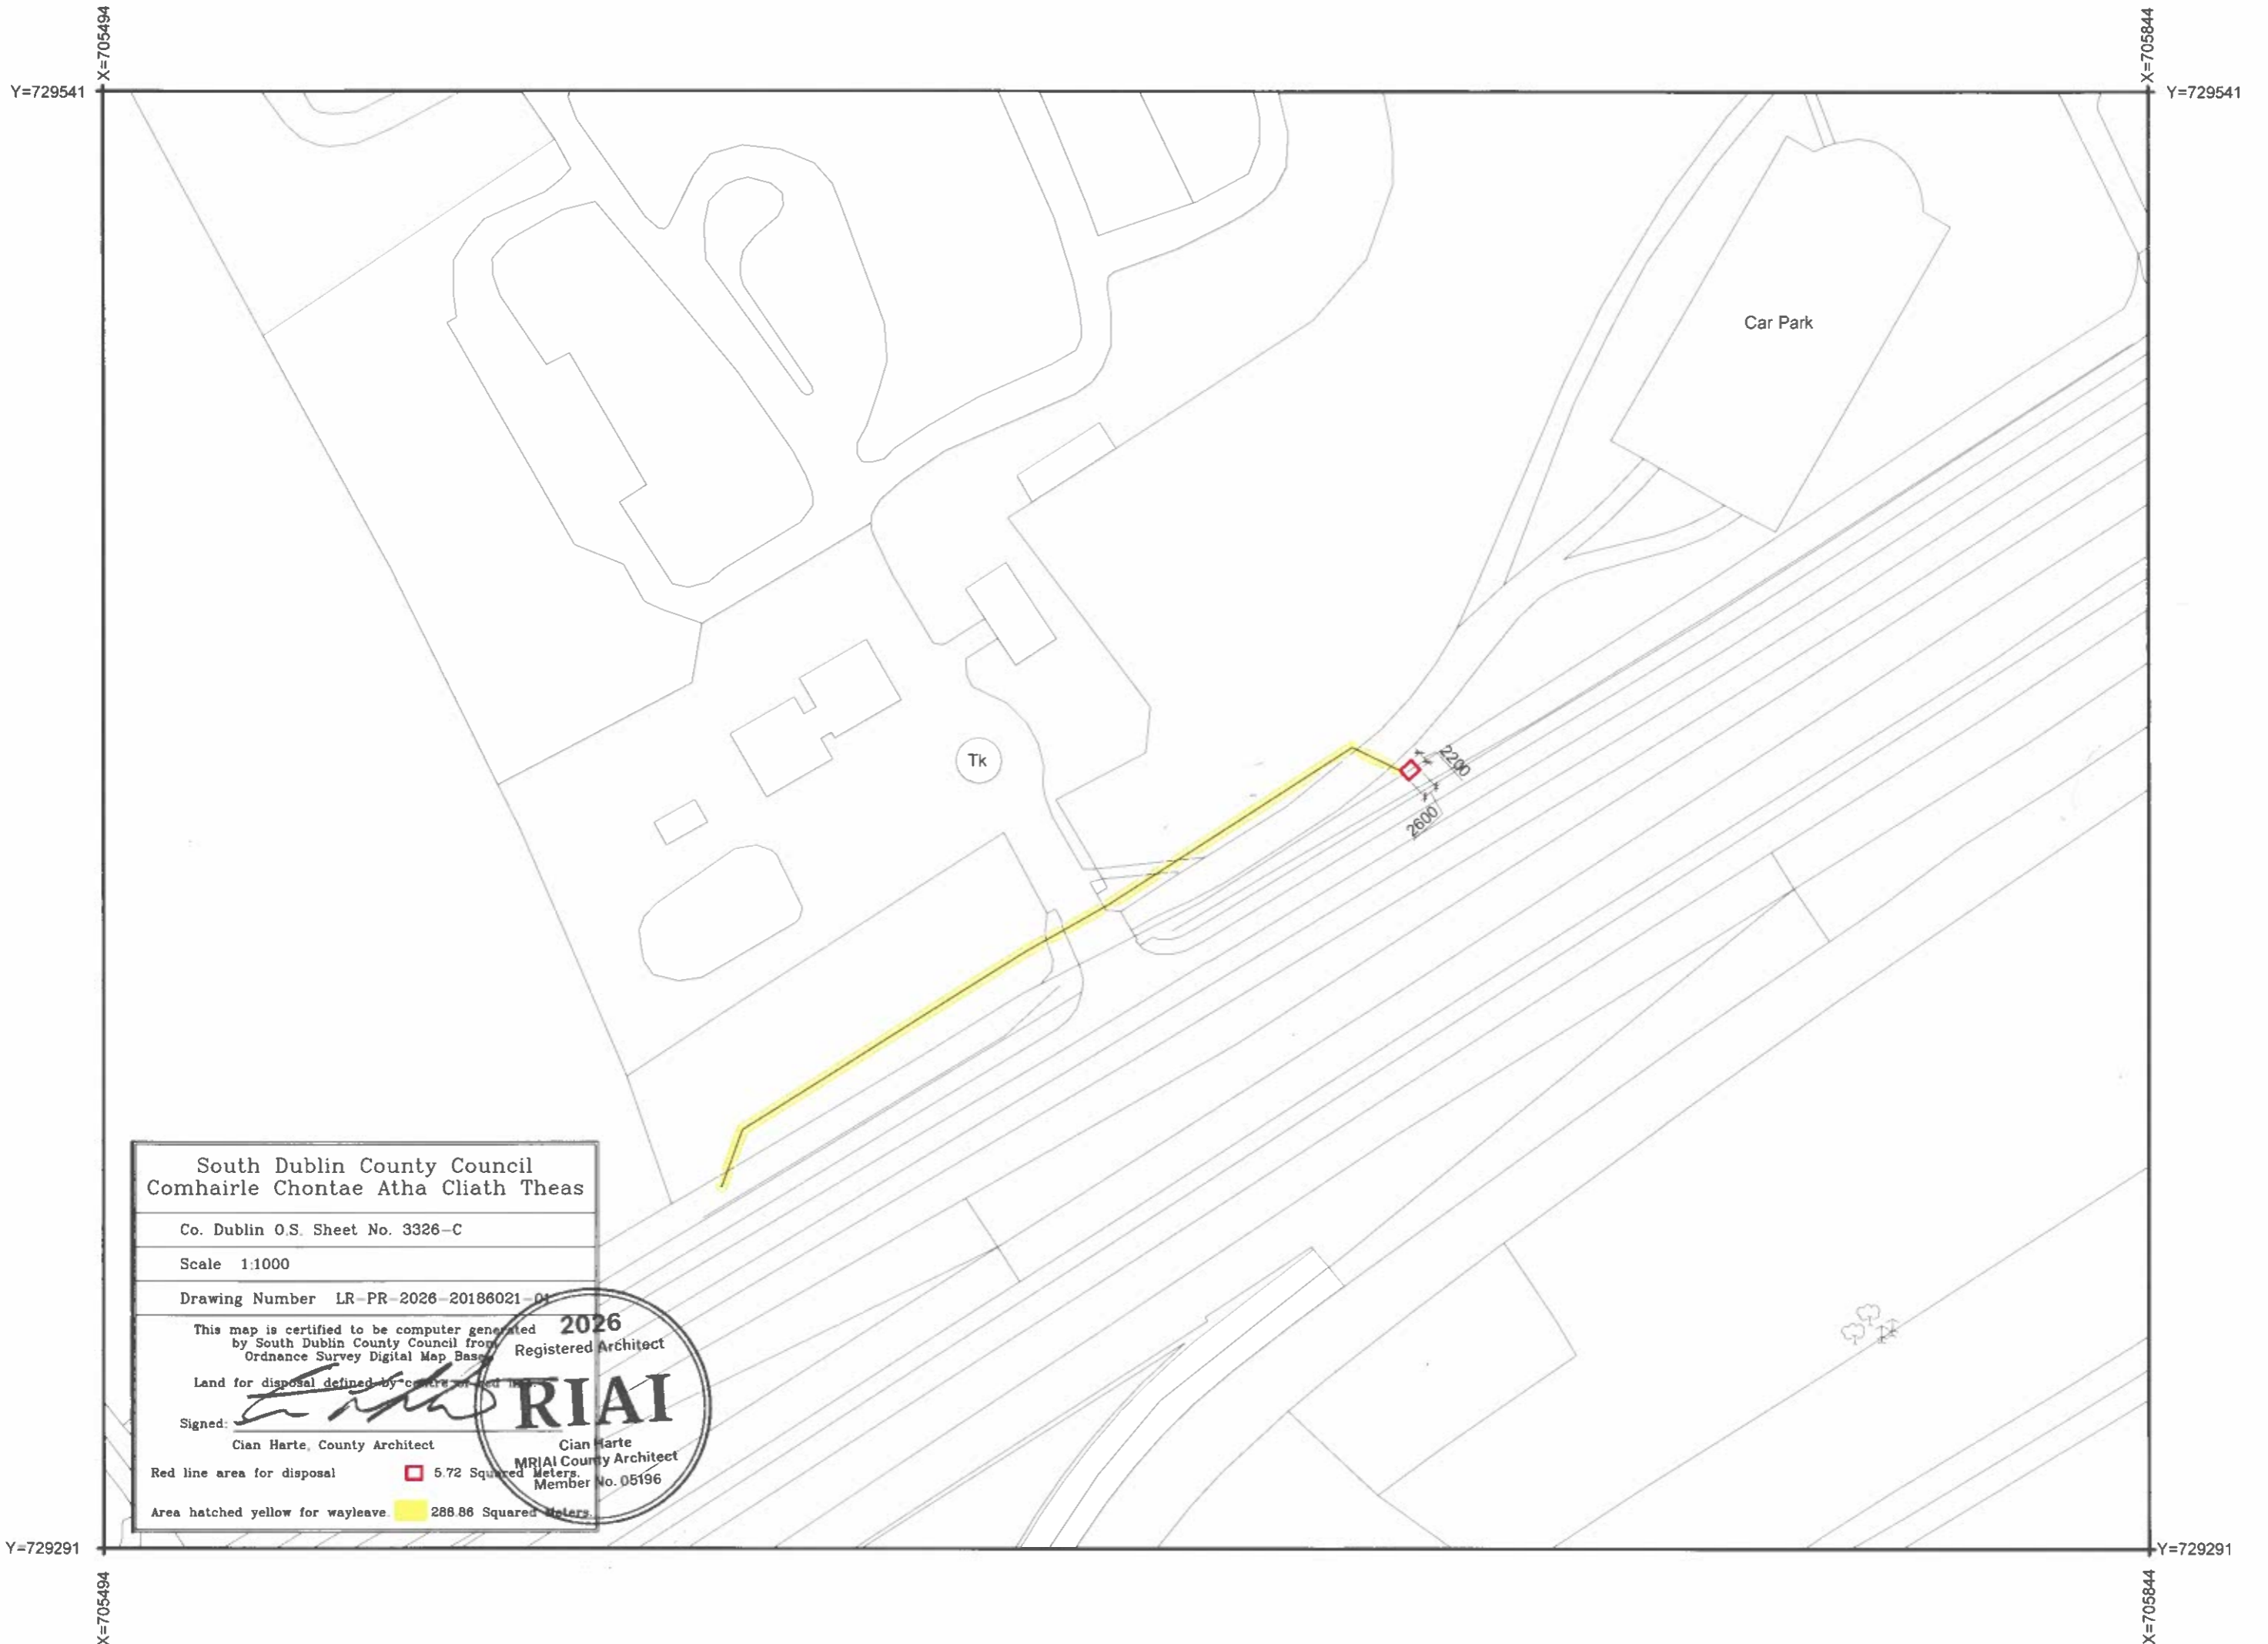 X=705494
X=705844
Y=729541
Y=729541
Car Park
Tk
2200
2600
South Dublin County Council
Comhairle Chontae Atha Cliath Theas
Co. Dublin O.S. Sheet No. 3326-C
Scale 1:1000
Drawing Number LR-PR-2026-20186021-01
This map is certified to be computer generated
by South Dublin County Council from
Ordnance Survey Digital Map Base.
Land for disposal defined by centre of red line
Signed:
Cian Harte, County Architect
Red line area for disposal 5.72 Squared Meters.
Area hatched yellow for wayleave. 286.86 Squared Meters.
2026
Registered Architect
RIAI
Cian Harte
MRIAI County Architect
Member No. 05196
Y=729291
Y=729291
X=705494
X=705844